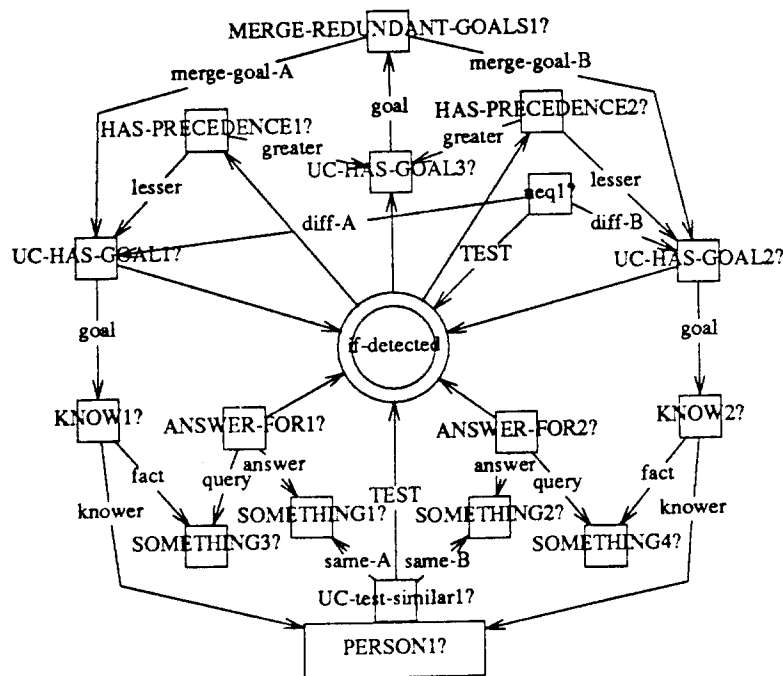 MERGE-REDUNDANT-GOALS1?
merge-goal-A
merge-goal-B
goal
HAS-PRECEDENCE1?
HAS-PRECEDENCE2?
greater
greater
UC-HAS-GOAL3?
lesser
neq1?
lesser
diff-A
diff-B
UC-HAS-GOAL1?
TEST
UC-HAS-GOAL2?
goal
if-detected
goal
KNOW1?
ANSWER-FOR1?
ANSWER-FOR2?
KNOW2?
fact
query
answer
answer
query
fact
knower
TEST
knower
SOMETHING1?
SOMETHING2?
SOMETHING3?
SOMETHING4?
same-A
same-B
UC-test-similar1?
PERSON1?